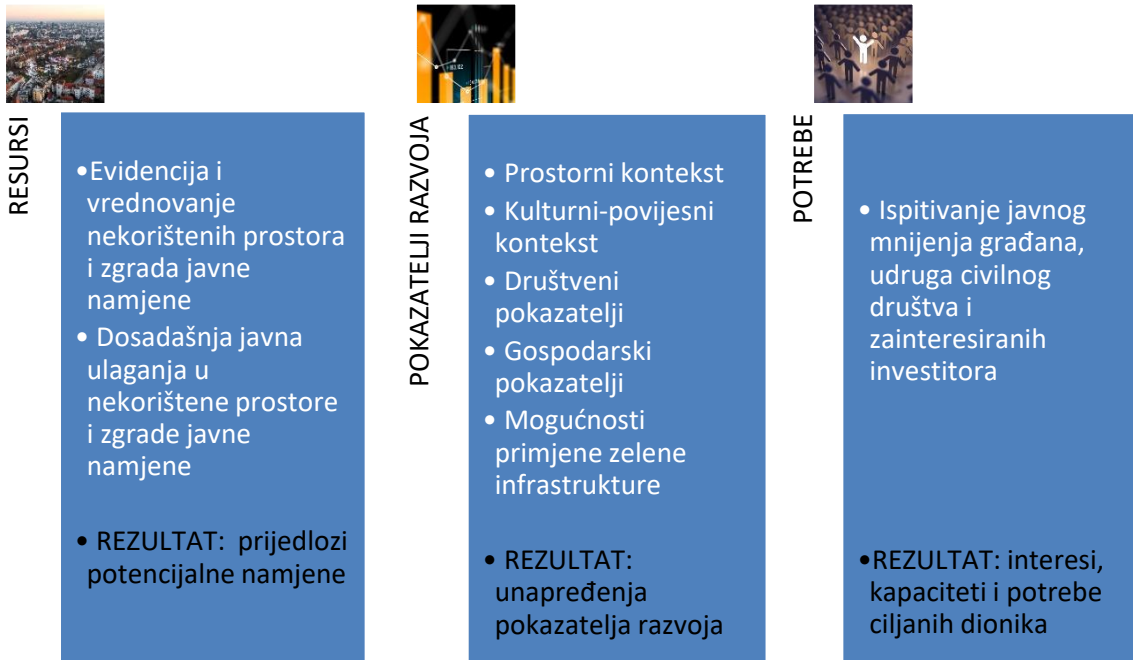 RESURSI
•Evidencija i
vrednovanje
nekorištenih prostora
i zgrada javne
namjene
• Dosadašnja javna
ulaganja u
nekorištene prostore
i zgrade javne
namjene
• REZULTAT: prijedlozi
potencijalne namjene
POKAZATELJI RAZVOJA
• Prostorni kontekst
• Kulturni-povijesni
kontekst
• Društveni
pokazatelji
• Gospodarski
pokazatelji
• Mogućnosti
primjene zelene
infrastrukture
• REZULTAT:
unapređenja
pokazatelja razvoja
POTREBE
• Ispitivanje javnog
mnijenja građana,
udruga civilnog
društva i
zainteresiranih
investitora
•REZULTAT: interesi,
kapaciteti i potrebe
ciljanih dionika